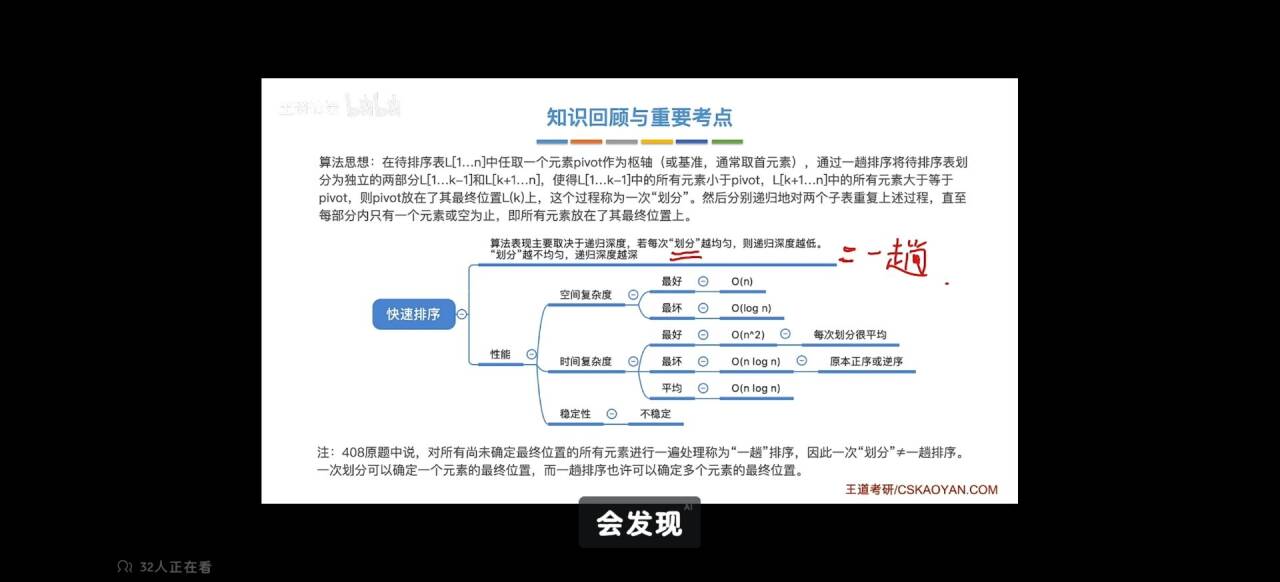 知识回顾与重要考点
算法思想：在待排序表L[1…n]中任取一个元素pivot作为枢轴（或基准，通常取首元素），通过一趟排序将待排序表划
分为独立的两部分L[1…k-1]和L[k+1…n]，使得L[1…k-1]中的所有元素小于pivot，L[k+1…n]中的所有元素大于等于
pivot，则pivot放在了其最终位置L(k)上，这个过程称为一次“划分”。然后分别递归地对两个子表重复上述过程，直至
每部分内只有一个元素或空为止，即所有元素放在了其最终位置上。
算法表现主要取决于递归深度，若每次“划分”越均匀，则递归深度越低。
“划分”越不均匀，递归深度越深
= 一趟.
快速排序
性能
空间复杂度
最好 O(n)
最坏 O(log n)
时间复杂度
最好 O(n^2) 每次划分很平均
最坏 O(n log n) 原本正序或逆序
平均 O(n log n)
稳定性 不稳定
注：408原题中说，对所有尚未确定最终位置的所有元素进行一遍处理称为“一趟”排序，因此一次“划分”≠一趟排序。
一次划分可以确定一个元素的最终位置，而一趟排序也许可以确定多个元素的最终位置。
王道考研/CSKAOYAN.COM
会发现
AI
32人正在看